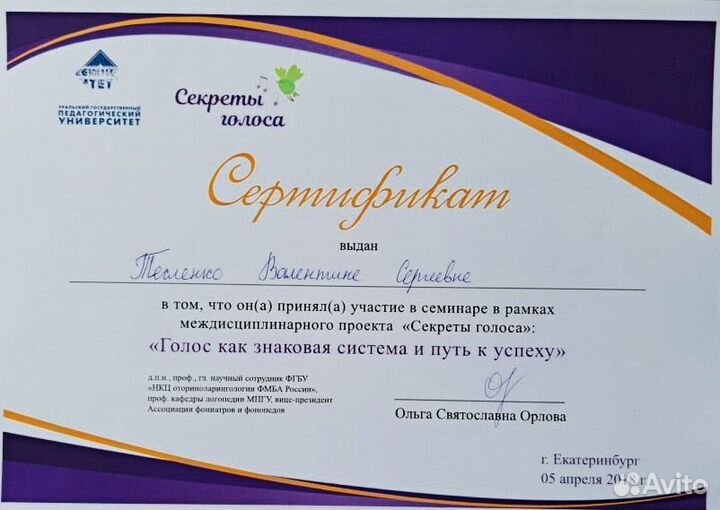 УРАЛЬСКИЙ ГОСУДАРСТВЕННЫЙ
ПЕДАГОГИЧЕСКИЙ
УНИВЕРСИТЕТ
Секреты
голоса
Сертификат
выдан
Тесленко Валентине Сергеевне
в том, что он(а) принял(а) участие в семинаре в рамках
междисциплинарного проекта «Секреты голоса»:
«Голос как знаковая система и путь к успеху»
д.п.н., проф., гл. научный сотрудник ФГБУ
«НКЦ оториноларингологии ФМБА России»,
проф. кафедры логопедии МПГУ, вице-президент
Ассоциации фониатров и фонопедов
Ольга Святославна Орлова
г. Екатеринбург
05 апреля 2018 г.
Avito